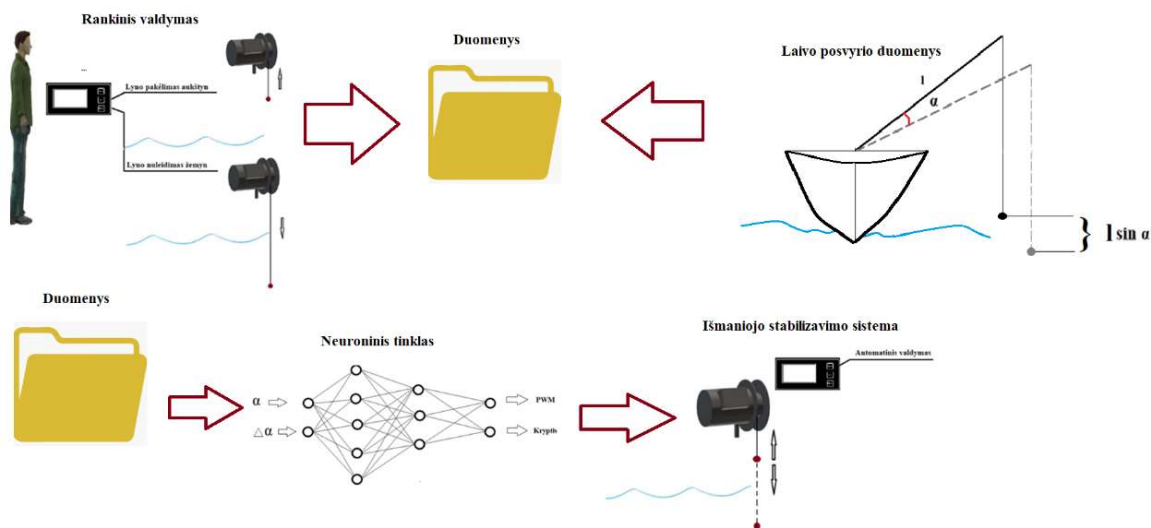 Rankinis valdymas
...
Lyno pakėlimas aukštyn
Lyno nuleidimas žemyn
Duomenys
Laivo posvyrio duomenys
l
α
} l sin α
Duomenys
Neuroninis tinklas
α
△α
PWM
Kryptis
Išmaniojo stabilizavimo sistema
Automatinis valdymas